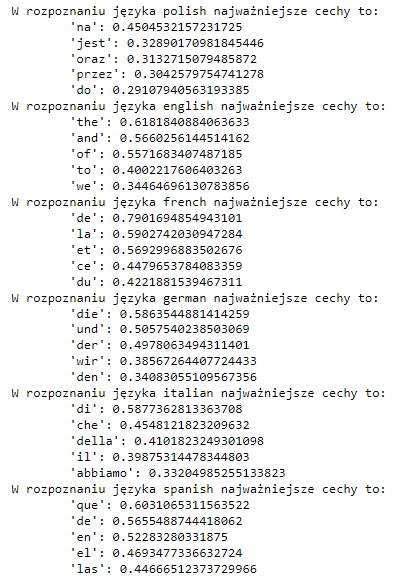 W rozpoznaniu języka polish najważniejsze cechy to:
'na': 0.4504532157231725
'jest': 0.32890170981845446
'oraz': 0.3132715079485872
'przez': 0.3042579754741278
'do': 0.29107940563193385
W rozpoznaniu języka english najważniejsze cechy to:
'the': 0.6181840884063633
'and': 0.5660256144514162
'of': 0.5571683407487185
'to': 0.4002217606403263
'we': 0.34464696130783856
W rozpoznaniu języka french najważniejsze cechy to:
'de': 0.7901694854943101
'la': 0.5902742030947284
'et': 0.5692996883502676
'ce': 0.4479653784083359
'du': 0.4221881539467311
W rozpoznaniu języka german najważniejsze cechy to:
'die': 0.5863544881414259
'und': 0.5057540238503069
'der': 0.4978063494311401
'wir': 0.38567264407724433
'den': 0.34083055109567356
W rozpoznaniu języka italian najważniejsze cechy to:
'di': 0.5877362813363708
'che': 0.4548121823209632
'della': 0.4101823249301098
'il': 0.39875314478344803
'abbiamo': 0.33204985255133823
W rozpoznaniu języka spanish najważniejsze cechy to:
'que': 0.6031065311563522
'de': 0.5655488744418062
'en': 0.52283280331875
'el': 0.4693477336632724
'las': 0.44666512373729966